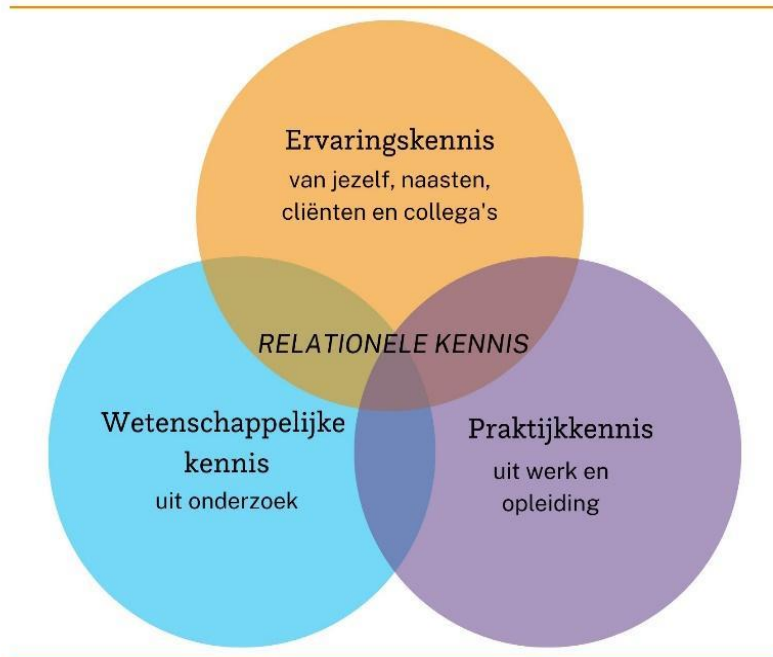 Ervaringskennis
van jezelf, naasten,
cliënten en collega's
RELATIONELE KENNIS
Wetenschappelijke
kennis
uit onderzoek
Praktijkkennis
uit werk en
opleiding